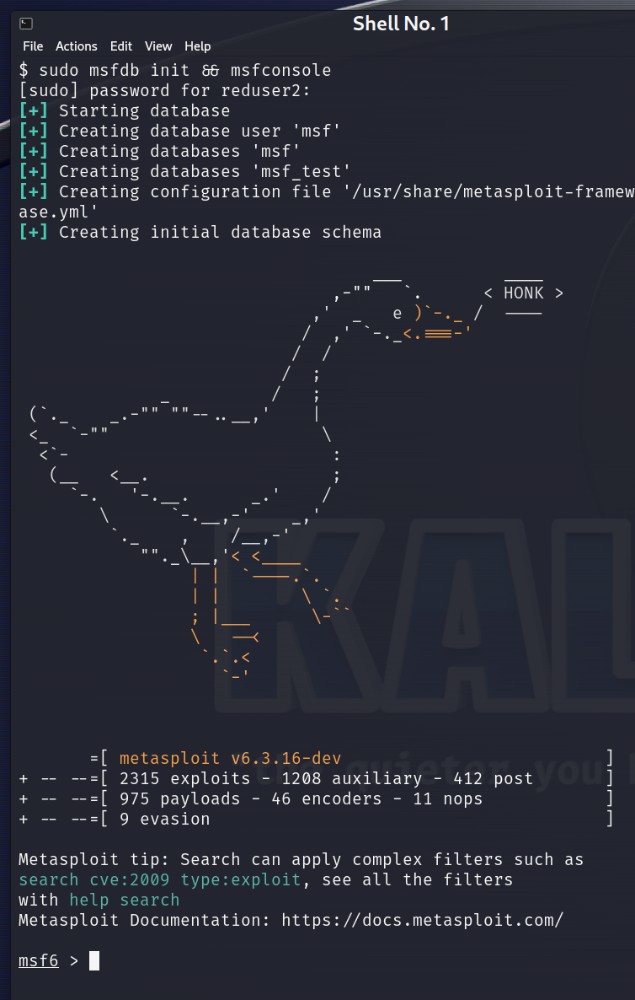 Shell No. 1
File Actions Edit View Help
$ sudo msfdb init && msfconsole
[sudo] password for reduser2:
[+] Starting database
[+] Creating database user 'msf'
[+] Creating databases 'msf'
[+] Creating databases 'msf_test'
[+] Creating configuration file '/usr/share/metasploit-framew
ase.yml'
[+] Creating initial database schema
< HONK >
=[ metasploit v6.3.16-dev ]
+ -- --=[ 2315 exploits - 1208 auxiliary - 412 post ]
+ -- --=[ 975 payloads - 46 encoders - 11 nops ]
+ -- --=[ 9 evasion ]
Metasploit tip: Search can apply complex filters such as
search cve:2009 type:exploit, see all the filters
with help search
Metasploit Documentation: https://docs.metasploit.com/
msf6 >
KAL
the quieter you b